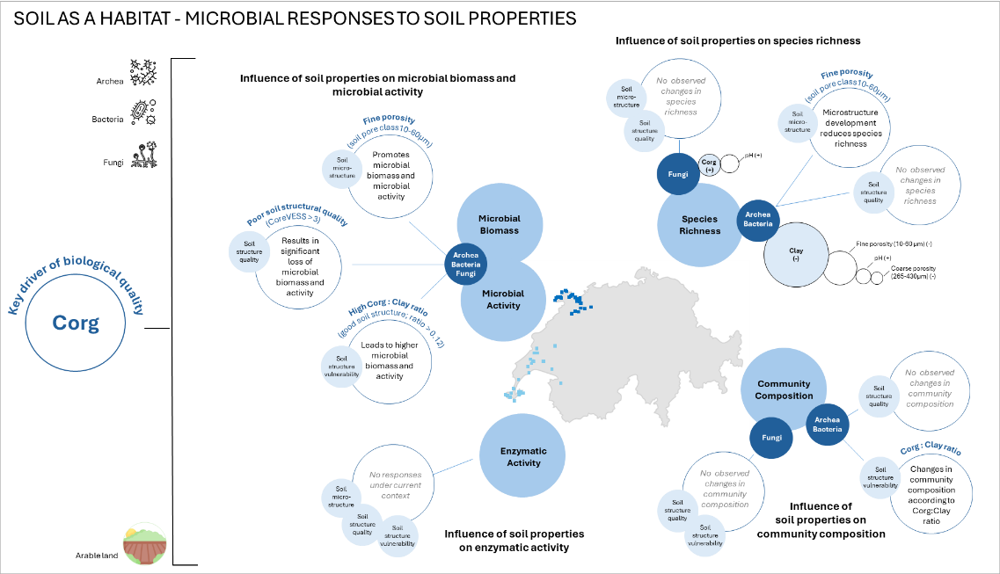 SOIL AS A HABITAT - MICROBIAL RESPONSES TO SOIL PROPERTIES
Archea
Bacteria
Fungi
Key driver of biological quality
Corg
Arable land
Influence of soil properties on microbial biomass and
microbial activity
Fine porosity
(soil pore class10-60µm)
Soil
micro-
structure
Promotes
microbial
biomass and
microbial
activity
Poor soil structural quality
(CoreVESS >3)
Soil
structure
quality
Results in
significant
loss of
microbial
biomass and
activity
High Corg : Clay ratio
(good soil structure; ratio > 0.12)
Soil
structure
vulnerability
Leads to higher
microbial
biomass and
activity
Microbial
Biomass
Archea
Bacteria
Fungi
Microbial
Activity
Influence of soil properties on species richness
Soil
micro-
structure
Soil
structure
quality
No observed
changes in
species
richness
Fungi
Corg
(+)
pH (+)
Species
Richness
Archea
Bacteria
Fine porosity
(soil pore class10-60µm)
Soil
micro-
structure
Microstructure
development
reduces species
richness
Soil
structure
quality
No observed
changes in
species
richness
Clay
(-)
Fine porosity (10-60 µm) (-)
pH (+)
Coarse porosity
(265-430µm) (-)
Enzymatic
Activity
No responses
under current
context
Soil
micro-
structure
Soil
structure
quality
Soil
structure
vulnerability
Influence of soil properties
on enzymatic activity
Community
Composition
Archea
Bacteria
Fungi
Soil
structure
quality
No observed
changes in
community
composition
Corg : Clay ratio
Soil
structure
vulnerability
Changes in
community
composition
according to
Corg:Clay
ratio
No observed
changes in
community
composition
Soil
structure
quality
Soil
structure
vulnerability
Influence of
soil properties on
community composition